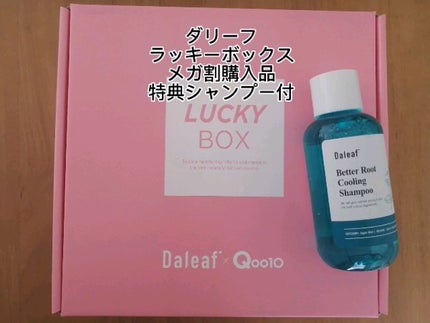 ダリーフ
ラッキーボックス
メガ割購入品
特典シャンプー付
LUCKY
BOX
Daleaf × Qoo10
Daleaf
Better Root
Cooling
Shampoo